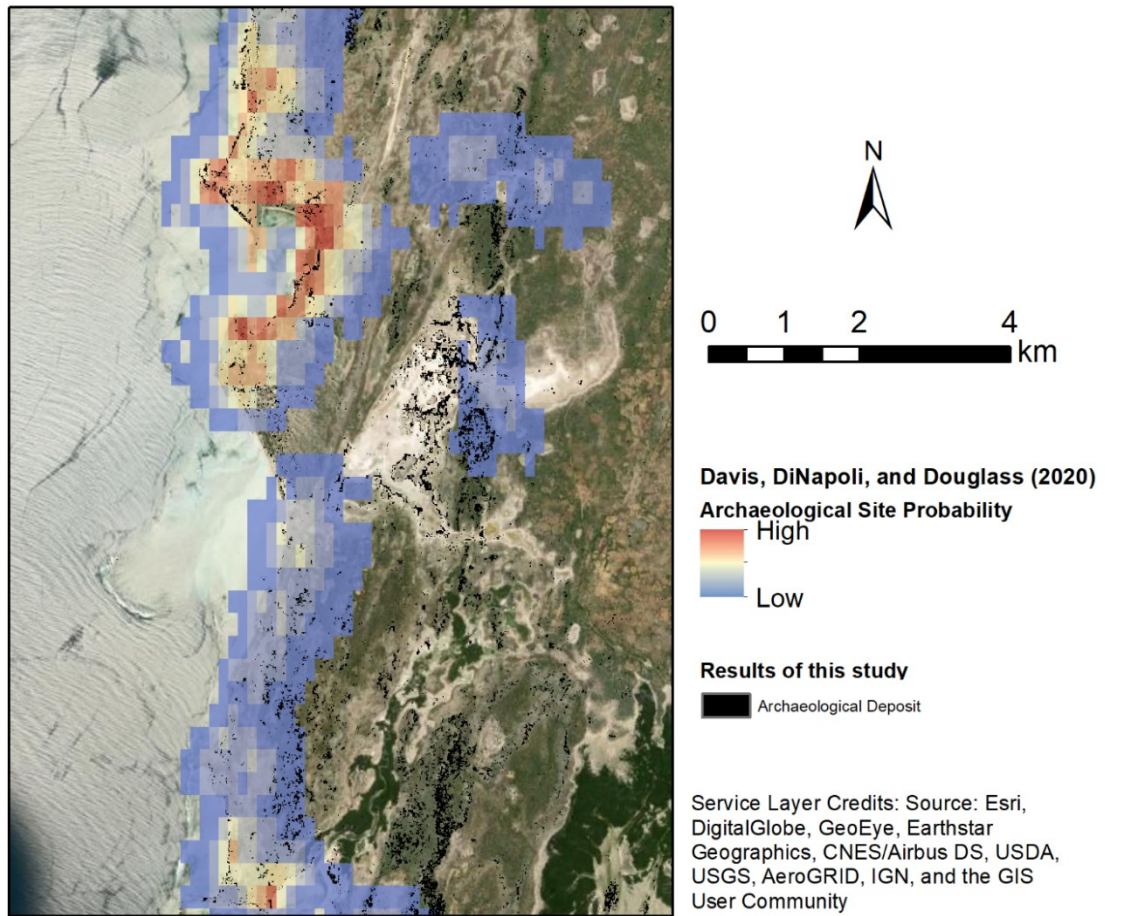 N
0 1 2 4
km
Davis, DiNapoli, and Douglass (2020)
Archaeological Site Probability
High
Low
Results of this study
Archaeological Deposit
Service Layer Credits: Source: Esri,
DigitalGlobe, GeoEye, Earthstar
Geographics, CNES/Airbus DS, USDA,
USGS, AeroGRID, IGN, and the GIS
User Community